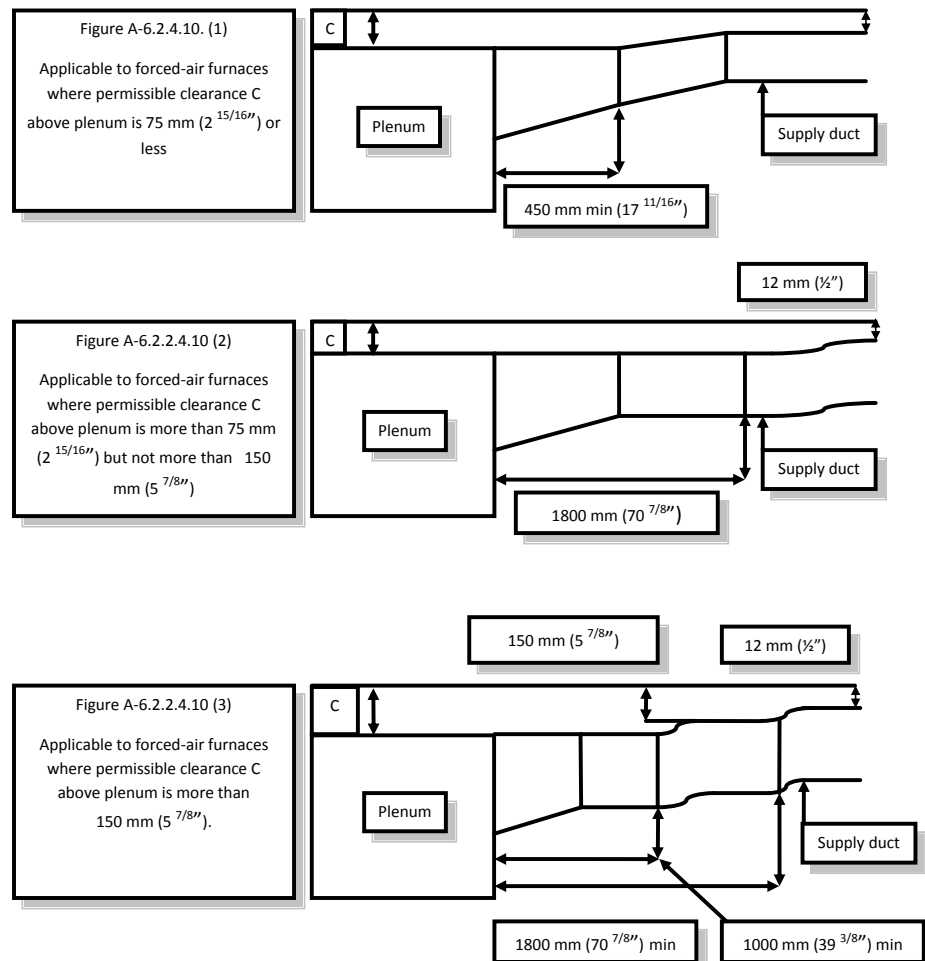 Figure A-6.2.4.10. (1)
Applicable to forced-air furnaces
where permissible clearance C
above plenum is 75 mm (2 15/16”) or
less
C
Plenum
Supply duct
450 mm min (17 11/16”)
12 mm (½”)
Figure A-6.2.2.4.10 (2)
Applicable to forced-air furnaces
where permissible clearance C
above plenum is more than 75 mm
(2 15/16”) but not more than 150
mm (5 7/8”)
C
Plenum
Supply duct
1800 mm (70 7/8”)
150 mm (5 7/8”)
12 mm (½”)
Figure A-6.2.2.4.10 (3)
Applicable to forced-air furnaces
where permissible clearance C
above plenum is more than
150 mm (5 7/8”).
C
Plenum
Supply duct
1800 mm (70 7/8”) min
1000 mm (39 3/8”) min